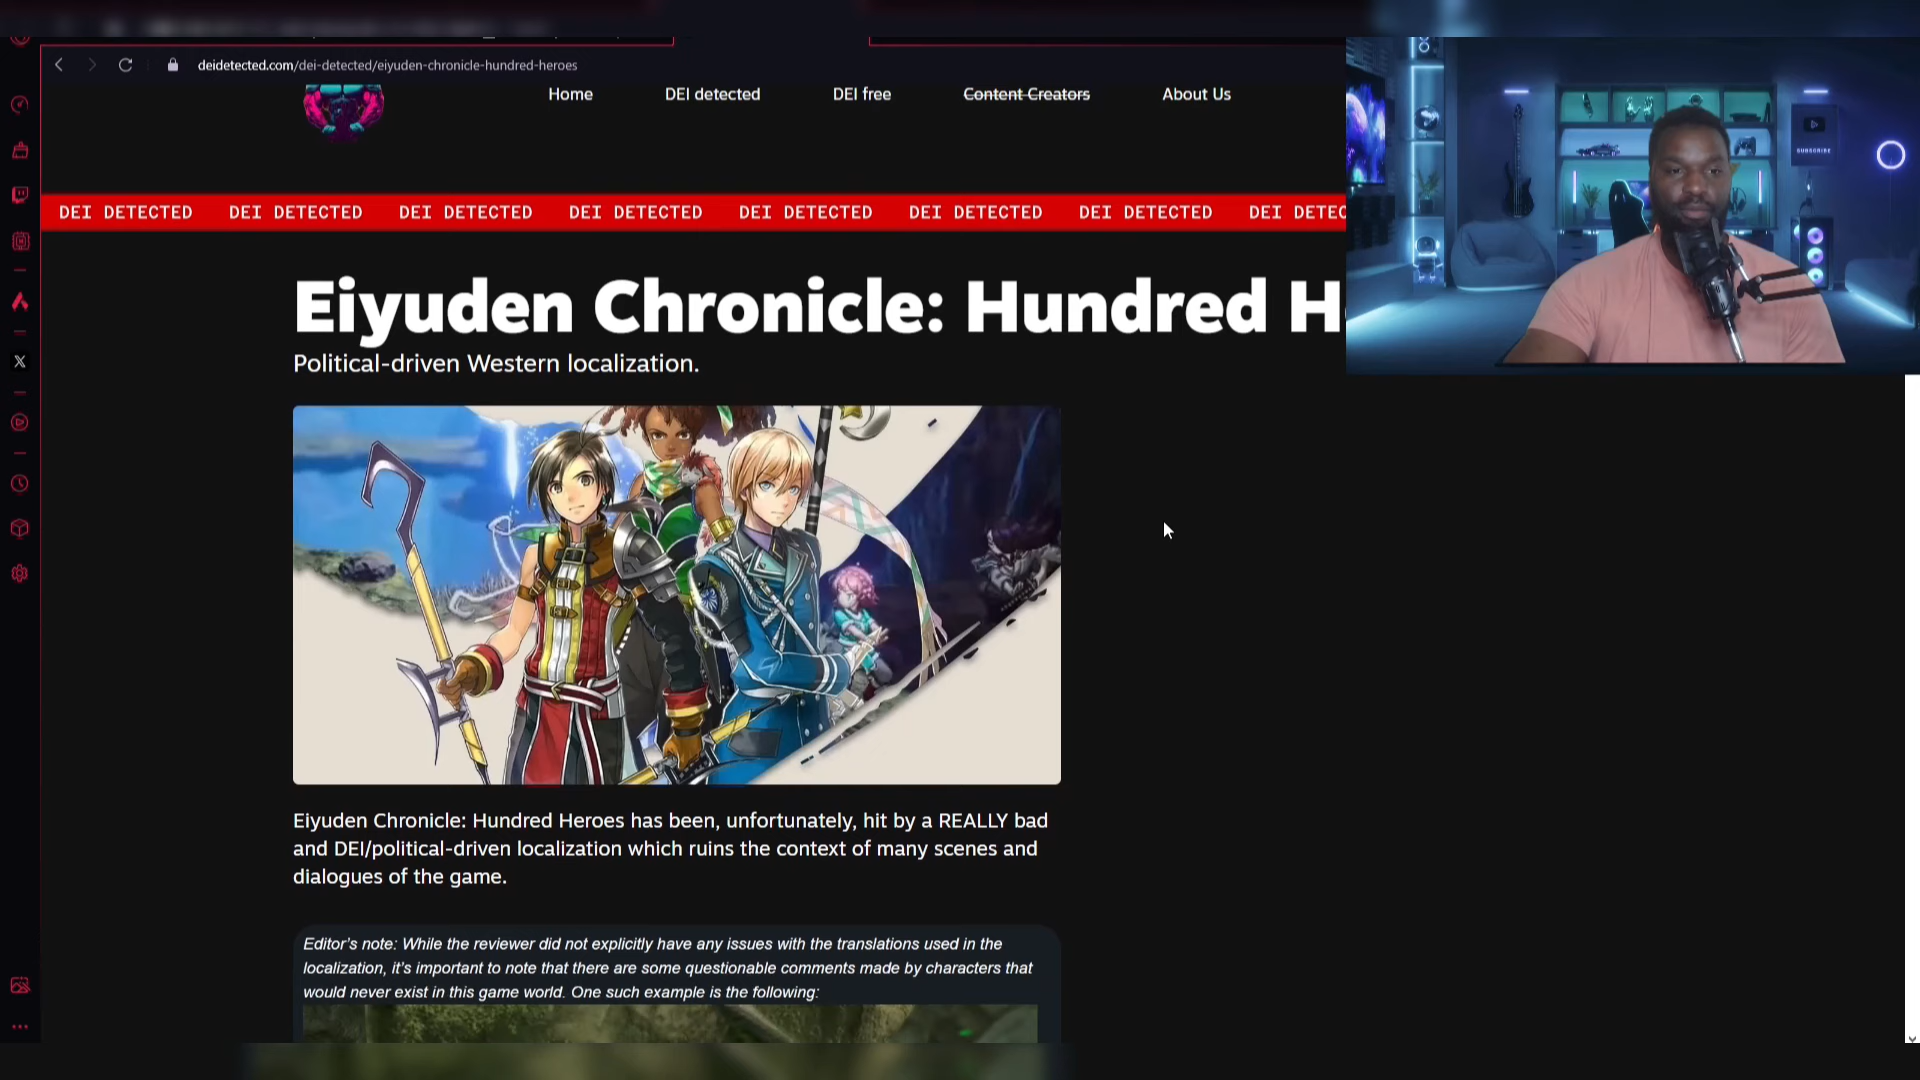 deidetected.com/dei-detected/eiyuden-chronicle-hundred-heroes
Home DEI detected DEI free Content Creators About Us
DEI DETECTED DEI DETECTED DEI DETECTED DEI DETECTED DEI DETECTED DEI DETECTED DEI DETECTED DEI DETEC
SUBSCRIBE
Eiyuden Chronicle: Hundred H
Political-driven Western localization.
Eiyuden Chronicle: Hundred Heroes has been, unfortunately, hit by a REALLY bad
and DEI/political-driven localization which ruins the context of many scenes and
dialogues of the game.
Editor's note: While the reviewer did not explicitly have any issues with the translations used in the
localization, it's important to note that there are some questionable comments made by characters that
would never exist in this game world. One such example is the following: